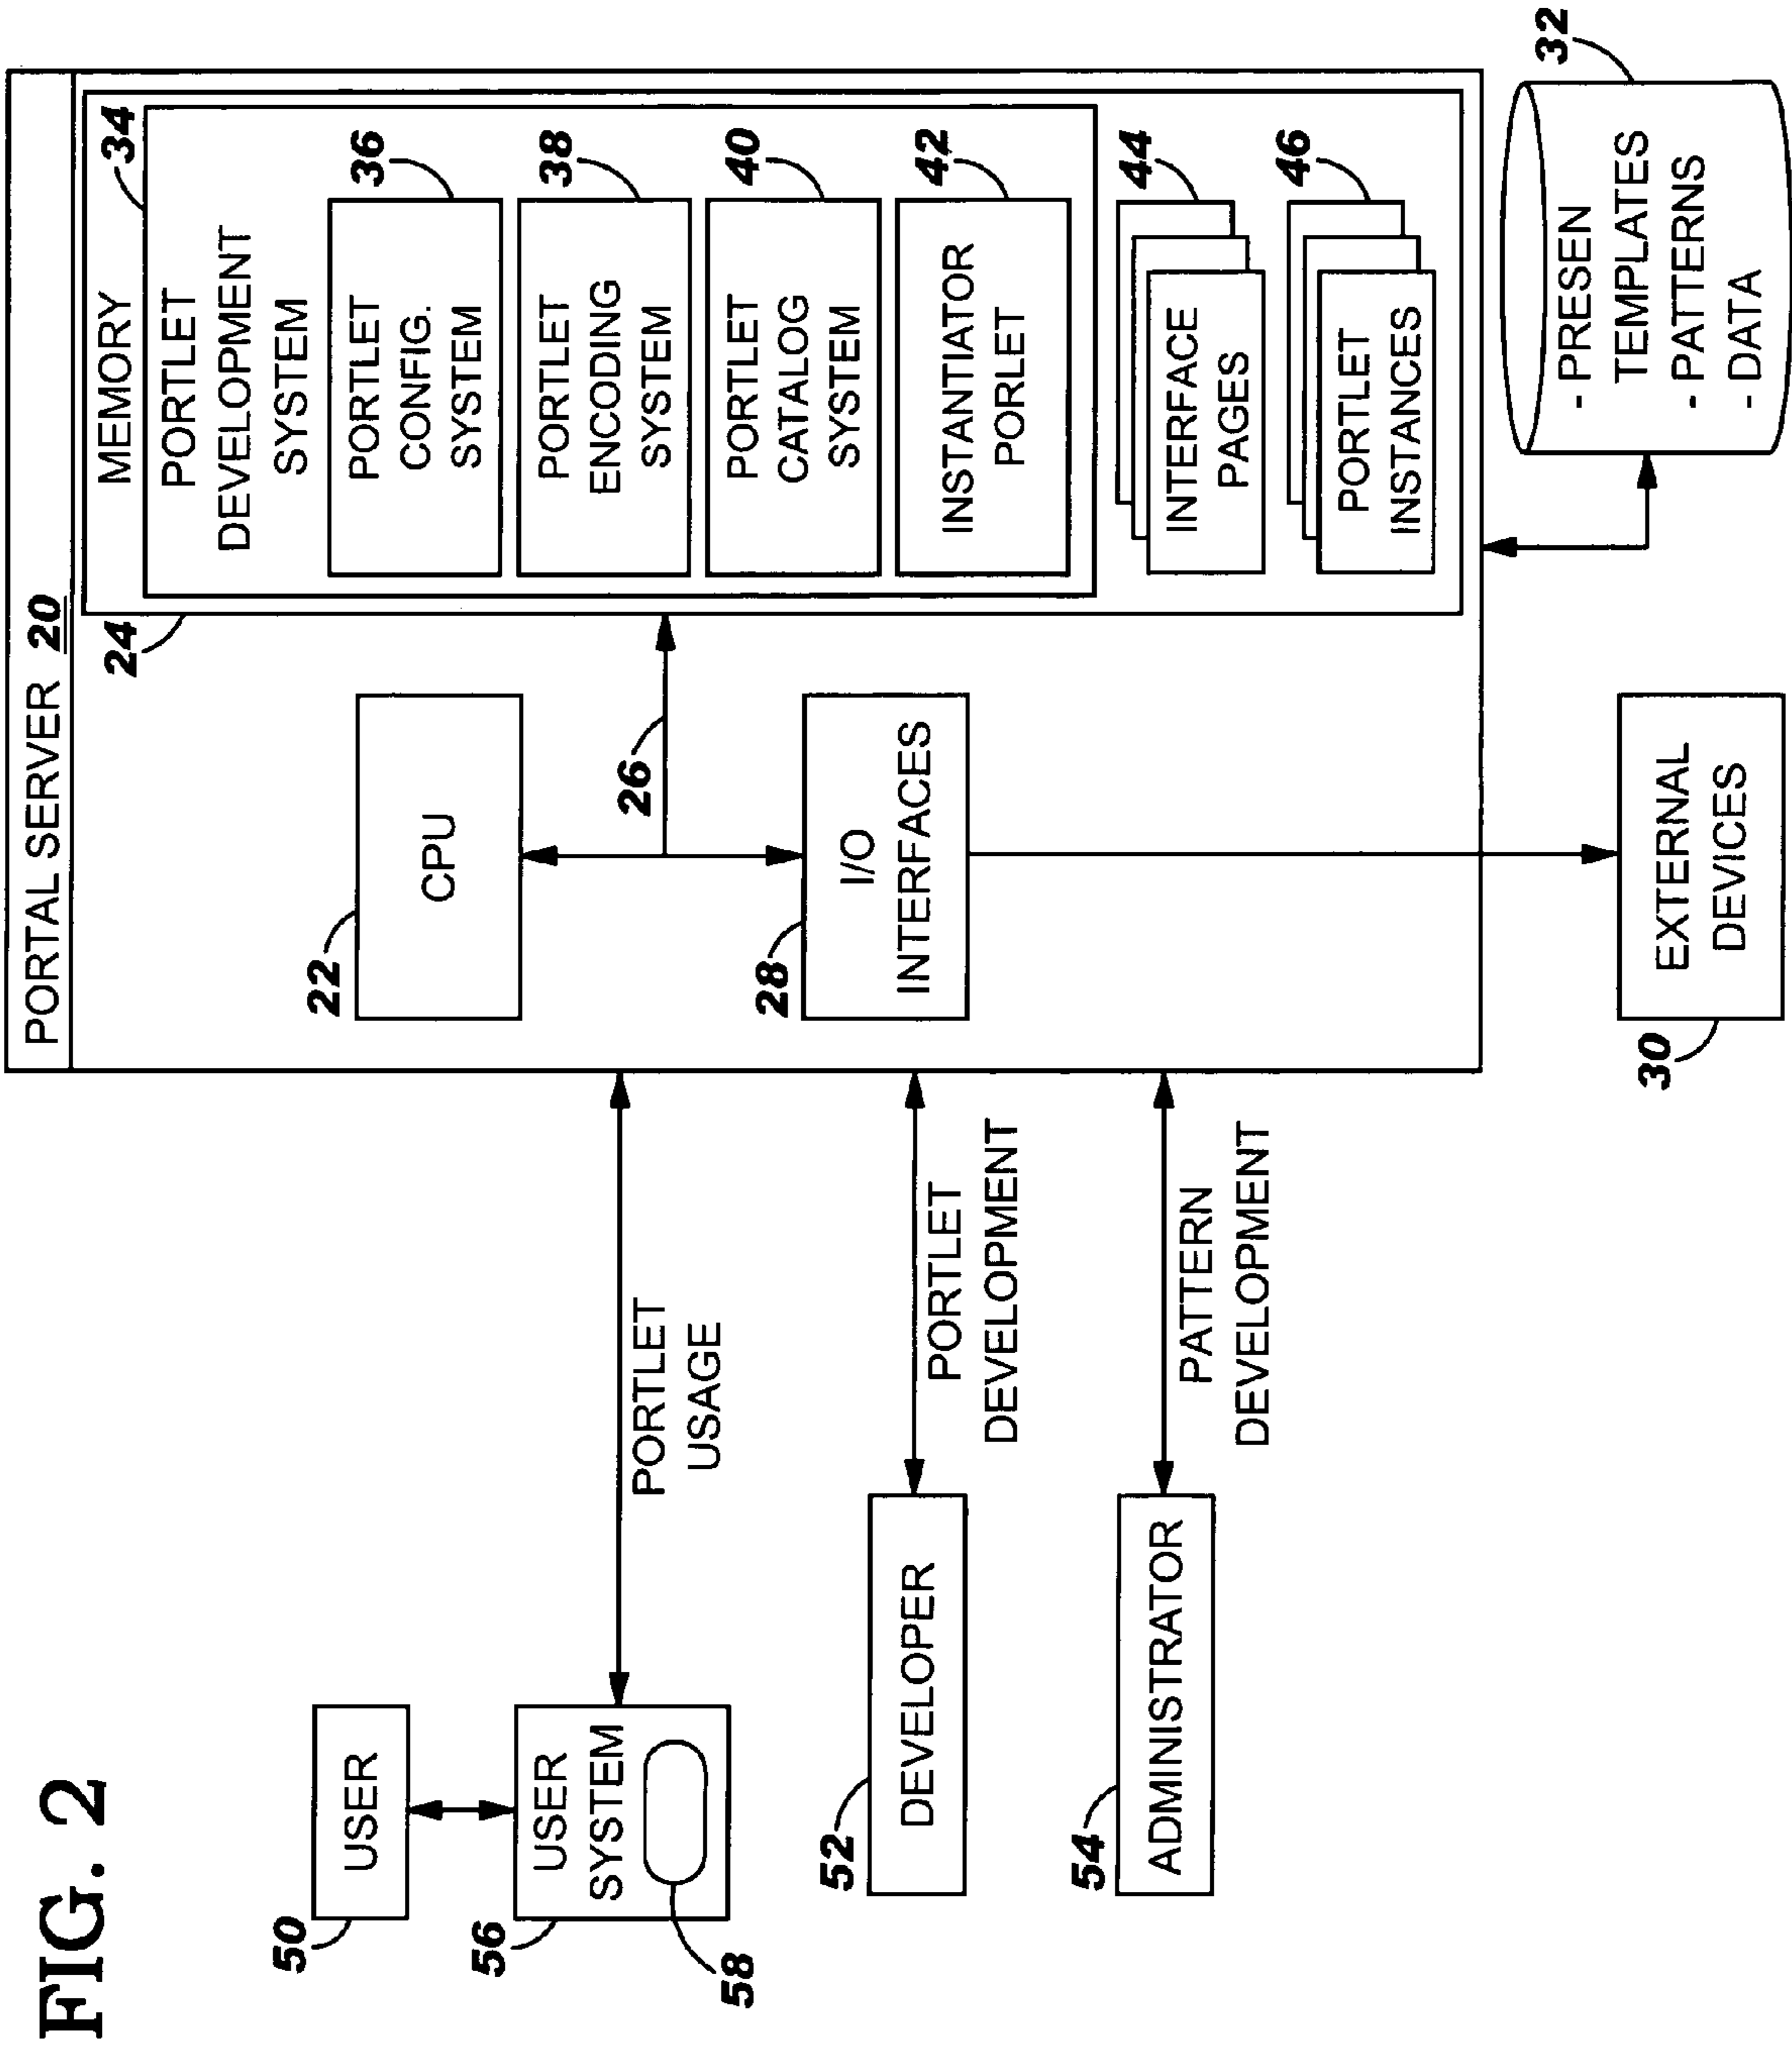 FIG. 2
PORTAL SERVER 20
50
USER
56
USER
SYSTEM
58
PORTLET
USAGE
52
DEVELOPER
PORTLET
DEVELOPMENT
54
ADMINISTRATOR
PATTERN
DEVELOPMENT
22
CPU
26
28
I/O
INTERFACES
30
EXTERNAL
DEVICES
24
MEMORY
34
PORTLET
DEVELOPMENT
SYSTEM
36
PORTLET
CONFIG.
SYSTEM
38
PORTLET
ENCODING
SYSTEM
40
PORTLET
CATALOG
SYSTEM
42
INSTANTIATOR
PORLET
44
INTERFACE
PAGES
46
PORTLET
INSTANCES
32
- PRESEN
TEMPLATES
- PATTERNS
- DATA